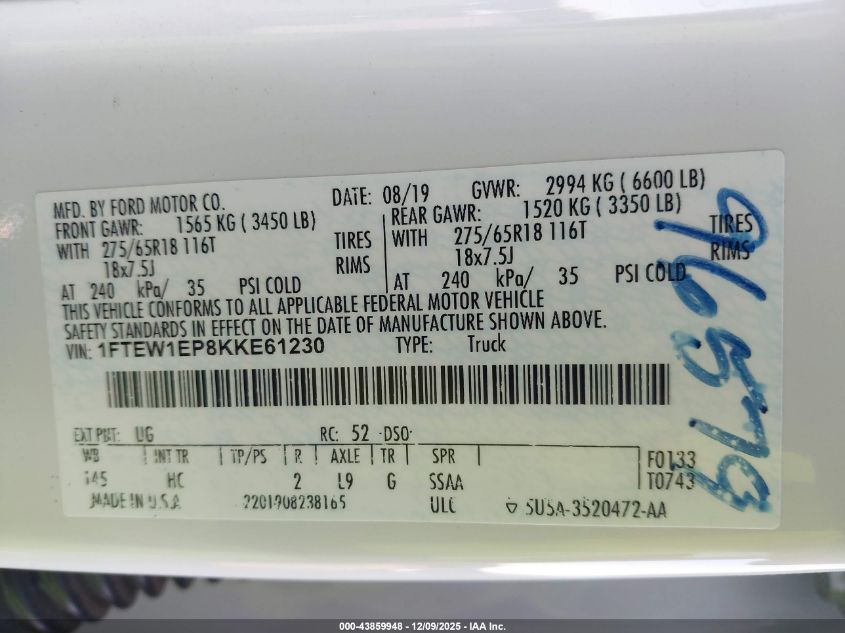 MFD. BY FORD MOTOR CO. DATE: 08/19 GVWR: 2994 KG ( 6600 LB)
FRONT GAWR: 1565 KG ( 3450 LB) REAR GAWR: 1520 KG ( 3350 LB)
WITH 275/65R18 116T TIRES WITH 275/65R18 116T TIRES
18x7.5J RIMS 18x7.5J RIMS
AT 240 kPa/ 35 PSI COLD AT 240 kPa/ 35 PSI COLD
THIS VEHICLE CONFORMS TO ALL APPLICABLE FEDERAL MOTOR VEHICLE
SAFETY STANDARDS IN EFFECT ON THE DATE OF MANUFACTURE SHOWN ABOVE.
VIN: 1FTEW1EP8KKE61230 TYPE: Truck
EXT PNT: UG RC: 52 DSO:
WB INT TR TP/PS R AXLE TR SPR F0133
145 HC 2 L9 G SSAA T0743
MADE IN U.S.A 2201908238165 ULC 5U5A-3520472-AA
000-43859948 - 12/09/2025 - IAA Inc.